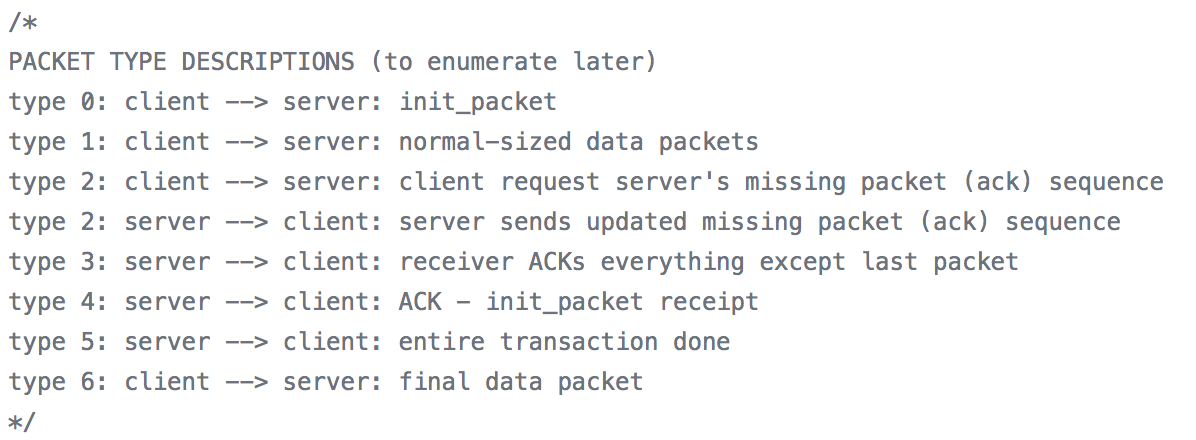 /*
PACKET TYPE DESCRIPTIONS (to enumerate later)
type 0: client --> server: init_packet
type 1: client --> server: normal-sized data packets
type 2: client --> server: client request server's missing packet (ack) sequence
type 2: server --> client: server sends updated missing packet (ack) sequence
type 3: server --> client: receiver ACKs everything except last packet
type 4: server --> client: ACK - init_packet receipt
type 5: server --> client: entire transaction done
type 6: client --> server: final data packet
*/